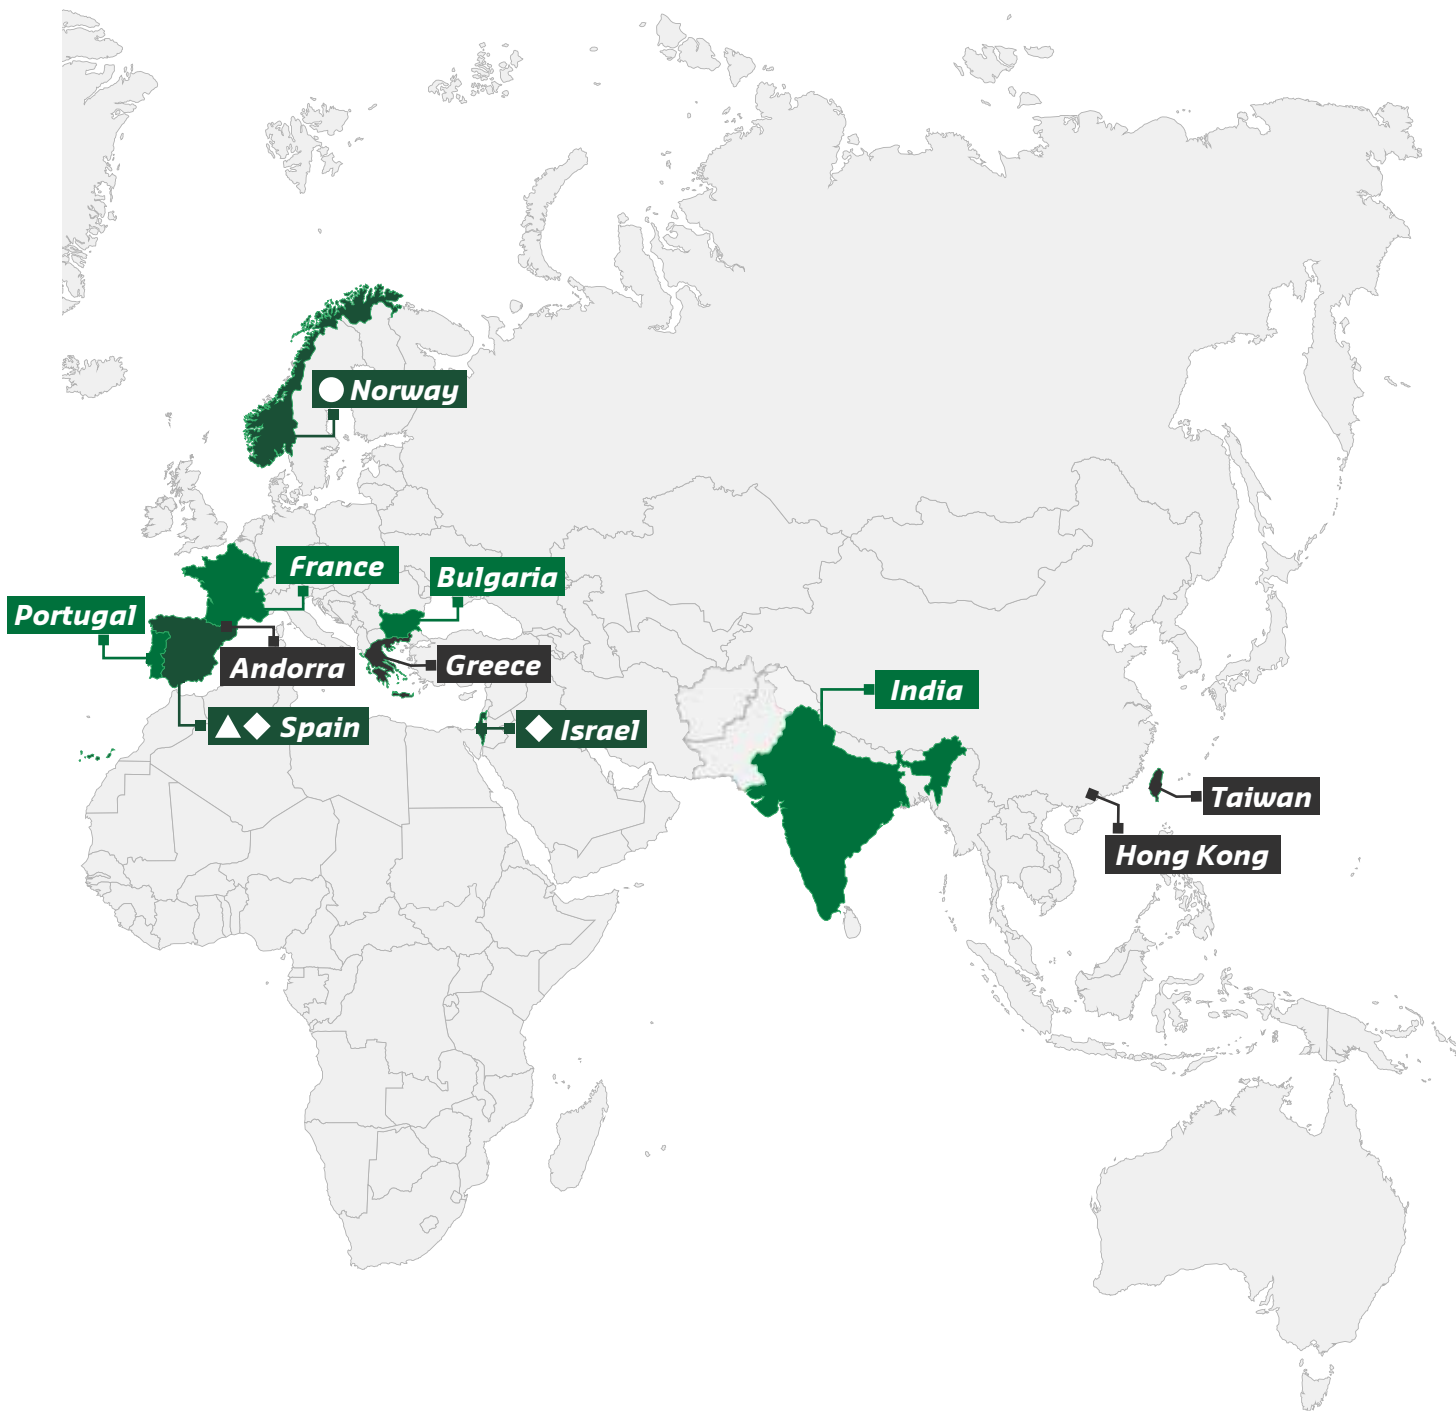 Norway
France
Bulgaria
Portugal
Andorra
Greece
India
Spain
Israel
Taiwan
Hong Kong